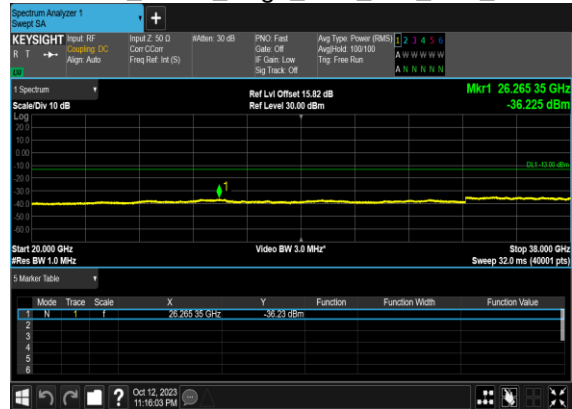 Spectrum Analyzer 1
Swept SA
+
KEYSIGHT Input: RF Input Z: 50 Ω #Atten: 30 dB PNO: Fast Avg Type: Power (RMS) 1 2 3 4 5 6
R T Coupling: DC Corr CCorr Gate: Off Avg|Hold: 100/100 A W W W W W
Align: Auto Freq Ref: Int (S) IF Gain: Low Trig: Free Run
Sig Track: Off A N N N N N
1 Spectrum Ref Lvl Offset 15.82 dB Mkr1 26.265 35 GHz
Scale/Div 10 dB Ref Level 30.00 dBm -36.225 dBm
Log
20.0
10.0
0.00
-10.0 DL1 -13.00 dBm
-20.0
-30.0 1
-40.0
-50.0
-60.0
Start 20.000 GHz Video BW 3.0 MHz* Stop 38.000 GHz
#Res BW 1.0 MHz Sweep 32.0 ms (40001 pts)
5 Marker Table
Mode Trace Scale X Y Function Function Width Function Value
1 N 1 f 26.265 35 GHz -36.23 dBm
2
3
4
5
6
? Oct 12, 2023
11:16:03 PM